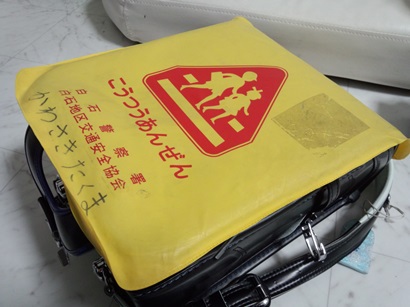 こうつうあんぜん
白石警察署
白石地区交通安全協会
かわさきたくま